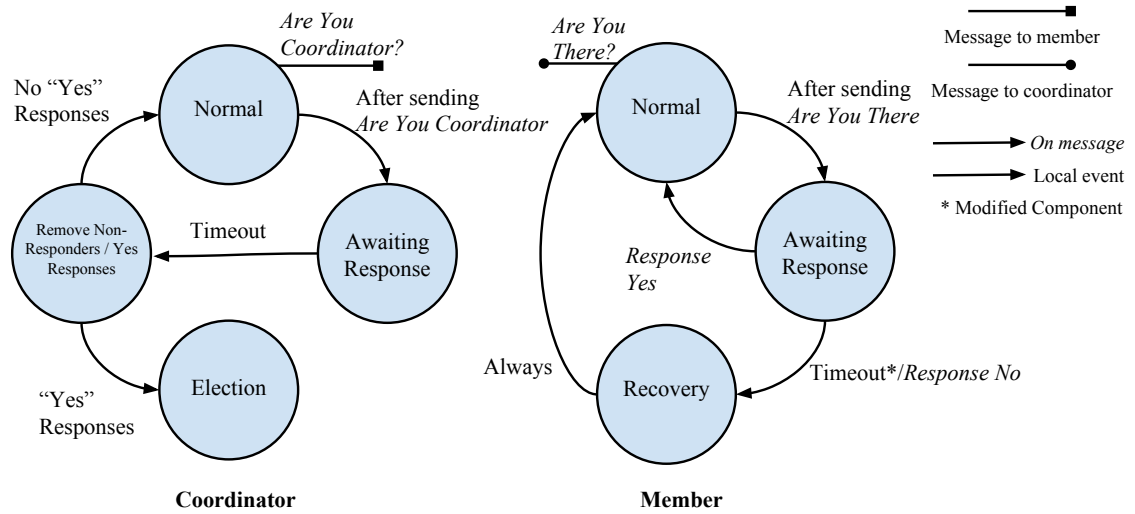 Are You
Coordinator?
No “Yes”
Responses
Normal
After sending
Are You Coordinator
Remove Non-
Responders / Yes
Responses
Timeout
Awaiting
Response
“Yes”
Responses
Election
Coordinator
Are You
There?
Normal
After sending
Are You There
Awaiting
Response
Response
Yes
Always
Recovery
Timeout*/Response No
Member
Message to member
Message to coordinator
On message
Local event
* Modified Component